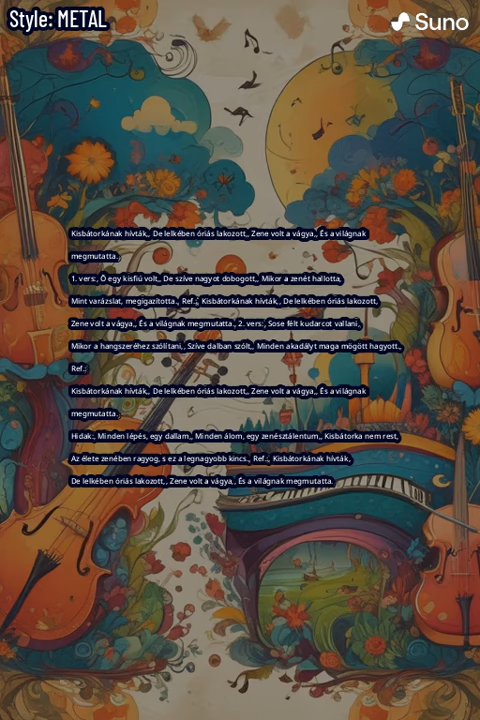 Style: METAL
Suno
Kisbátorkának hívták,, De lelkében óriás lakozott,, Zene volt a vágya,, És a világnak
megmutatta.,
1. vers:, Ő egy kisfiú volt,, De szíve nagyot dobogott,, Mikor a zenét hallotta,
Mint varázslat, megigazította., Ref.:, Kisbátorkának hívták,, De lelkében óriás lakozott,
Zene volt a vágya,, És a világnak megmutatta., 2. vers:, Sose félt kudarcot vallani,
Mikor a hangszeréhez szólítani,, Szíve dalban szólt,, Minden akadályt maga mögött hagyott.,
Ref.:
Kisbátorkának hívták,, De lelkében óriás lakozott,, Zene volt a vágya,, És a világnak
megmutatta.,
Hidak:, Minden lépés, egy dallam,, Minden álom, egy zenésztálentum,, Kisbátorka nem rest,
Az élete zenében ragyog, s ez a legnagyobb kincs., Ref.:, Kisbátorkának hívták,
De lelkében óriás lakozott,, Zene volt a vágya,, És a világnak megmutatta.